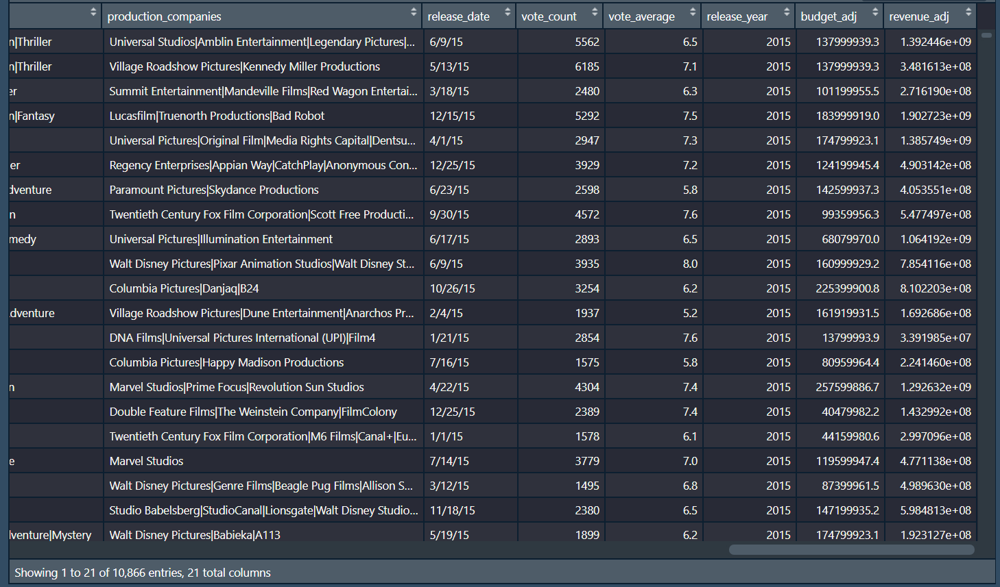 production_companies release_date vote_count vote_average release_year budget_adj revenue_adj
n|Thriller Universal Studios|Amblin Entertainment|Legendary Pictures|... 6/9/15 5562 6.5 2015 137999939.3 1.392446e+09
n|Thriller Village Roadshow Pictures|Kennedy Miller Productions 5/13/15 6185 7.1 2015 137999939.3 3.481613e+08
er Summit Entertainment|Mandeville Films|Red Wagon Entertai... 3/18/15 2480 6.3 2015 101199955.5 2.716190e+08
n|Fantasy Lucasfilm|Truenorth Productions|Bad Robot 12/15/15 5292 7.5 2015 183999919.0 1.902723e+09
Universal Pictures|Original Film|Media Rights Capital|Dentsu... 4/1/15 2947 7.3 2015 174799923.1 1.385749e+09
er Regency Enterprises|Appian Way|CatchPlay|Anonymous Con... 12/25/15 3929 7.2 2015 124199945.4 4.903142e+08
dventure Paramount Pictures|Skydance Productions 6/23/15 2598 5.8 2015 142599937.3 4.053551e+08
n Twentieth Century Fox Film Corporation|Scott Free Producti... 9/30/15 4572 7.6 2015 99359956.3 5.477497e+08
medy Universal Pictures|Illumination Entertainment 6/17/15 2893 6.5 2015 68079970.0 1.064192e+09
Walt Disney Pictures|Pixar Animation Studios|Walt Disney St... 6/9/15 3935 8.0 2015 160999929.2 7.854116e+08
Columbia Pictures|Danjaq|B24 10/26/15 3254 6.2 2015 225399900.8 8.102203e+08
dventure Village Roadshow Pictures|Dune Entertainment|Anarchos Pr... 2/4/15 1937 5.2 2015 161919931.5 1.692686e+08
DNA Films|Universal Pictures International (UPI)|Film4 1/21/15 2854 7.6 2015 13799993.9 3.391985e+07
Columbia Pictures|Happy Madison Productions 7/16/15 1575 5.8 2015 80959964.4 2.241460e+08
n Marvel Studios|Prime Focus|Revolution Sun Studios 4/22/15 4304 7.4 2015 257599886.7 1.292632e+09
Double Feature Films|The Weinstein Company|FilmColony 12/25/15 2389 7.4 2015 40479982.2 1.432992e+08
Twentieth Century Fox Film Corporation|M6 Films|Canal+|Eu... 1/1/15 1578 6.1 2015 44159980.6 2.997096e+08
e Marvel Studios 7/14/15 3779 7.0 2015 119599947.4 4.771138e+08
Walt Disney Pictures|Genre Films|Beagle Pug Films|Allison S... 3/12/15 1495 6.8 2015 87399961.5 4.989630e+08
Studio Babelsberg|StudioCanal|Lionsgate|Walt Disney Studio... 11/18/15 2380 6.5 2015 147199935.2 5.984813e+08
lventure|Mystery Walt Disney Pictures|Babieka|A113 5/19/15 1899 6.2 2015 174799923.1 1.923127e+08
Showing 1 to 21 of 10,866 entries, 21 total columns